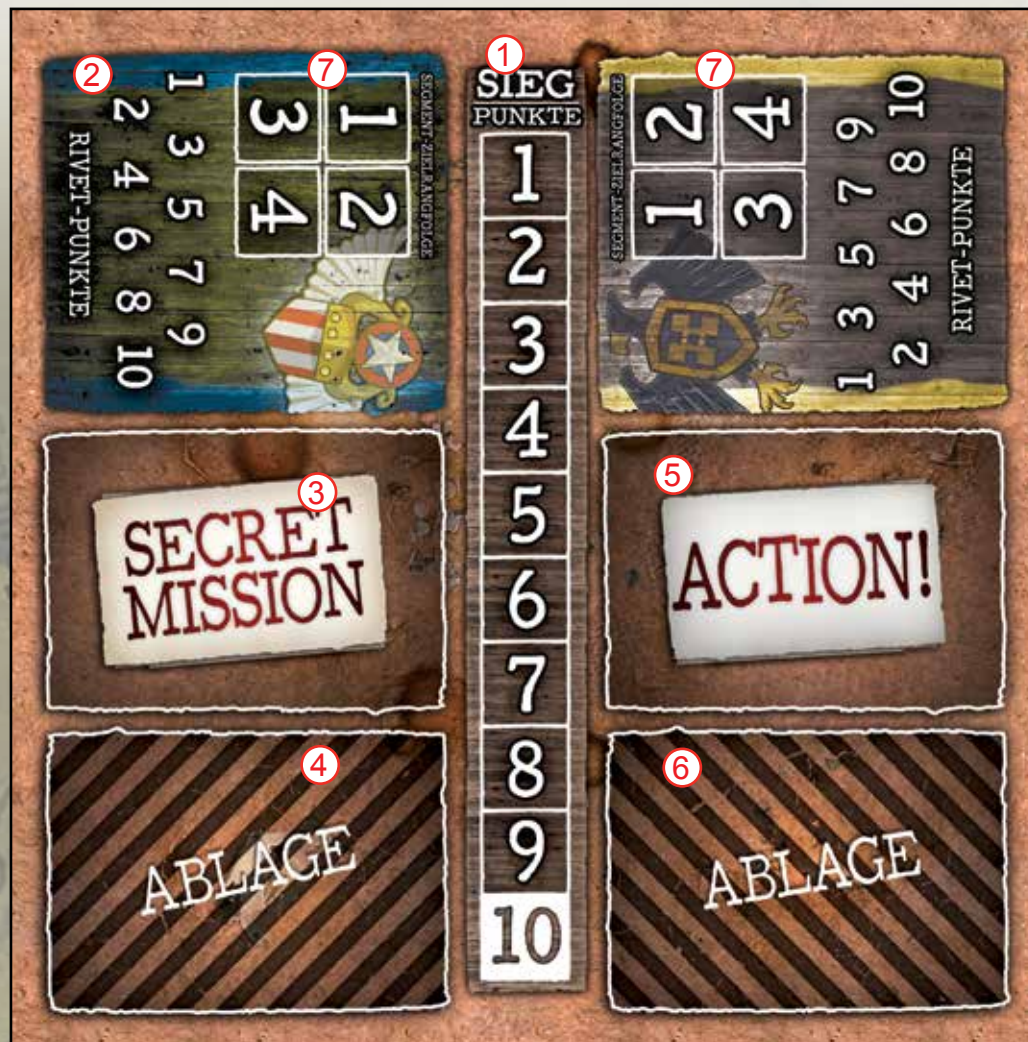 ②
⑦
SEGMENT-ZIELRANGFOLGE
1 2
3 4
1 3 5 7 9
2 4 6 8 10
RIVET-PUNKTE
①
SIEG
PUNKTE
1
2
3
4
5
6
7
8
9
10
⑦
SEGMENT-ZIELRANGFOLGE
1 2
3 4
1 3 5 7 9
2 4 6 8 10
RIVET-PUNKTE
③
SECRET
MISSION
⑤
ACTION!
④
ABLAGE
⑥
ABLAGE